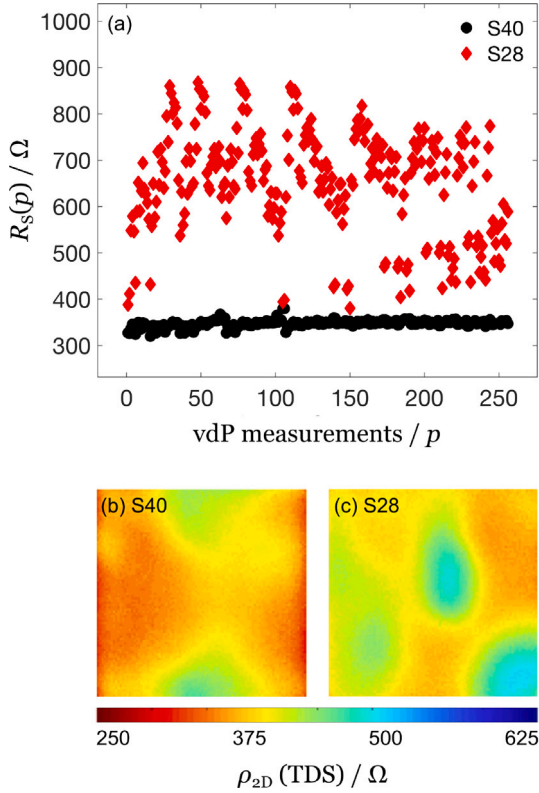 (a)
S40
S28
1000
900
800
700
600
500
400
300
R_S(p) / Ω
0 50 100 150 200 250
vdP measurements / p
(b) S40 (c) S28
250 375 500 625
ρ_2D (TDS) / Ω